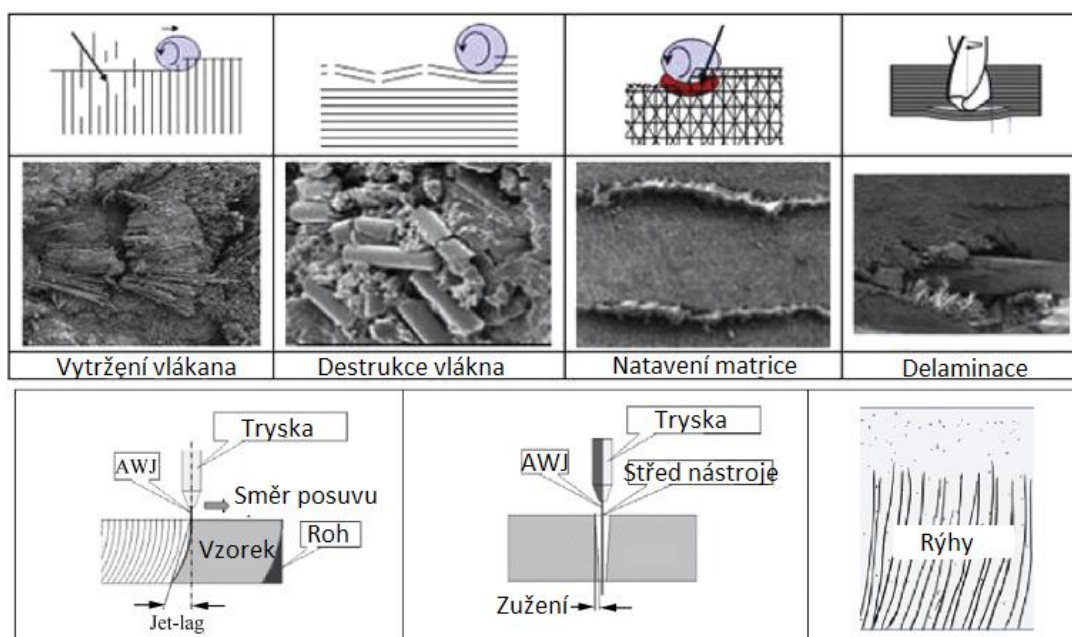 Vytržení vlákana
Destrukce vlákna
Natavení matrice
Delaminace
Tryska
AWJ
Směr posuvu
Vzorek
Roh
Jet-lag
Tryska
AWJ
Střed nástroje
Zužení
Rýhy